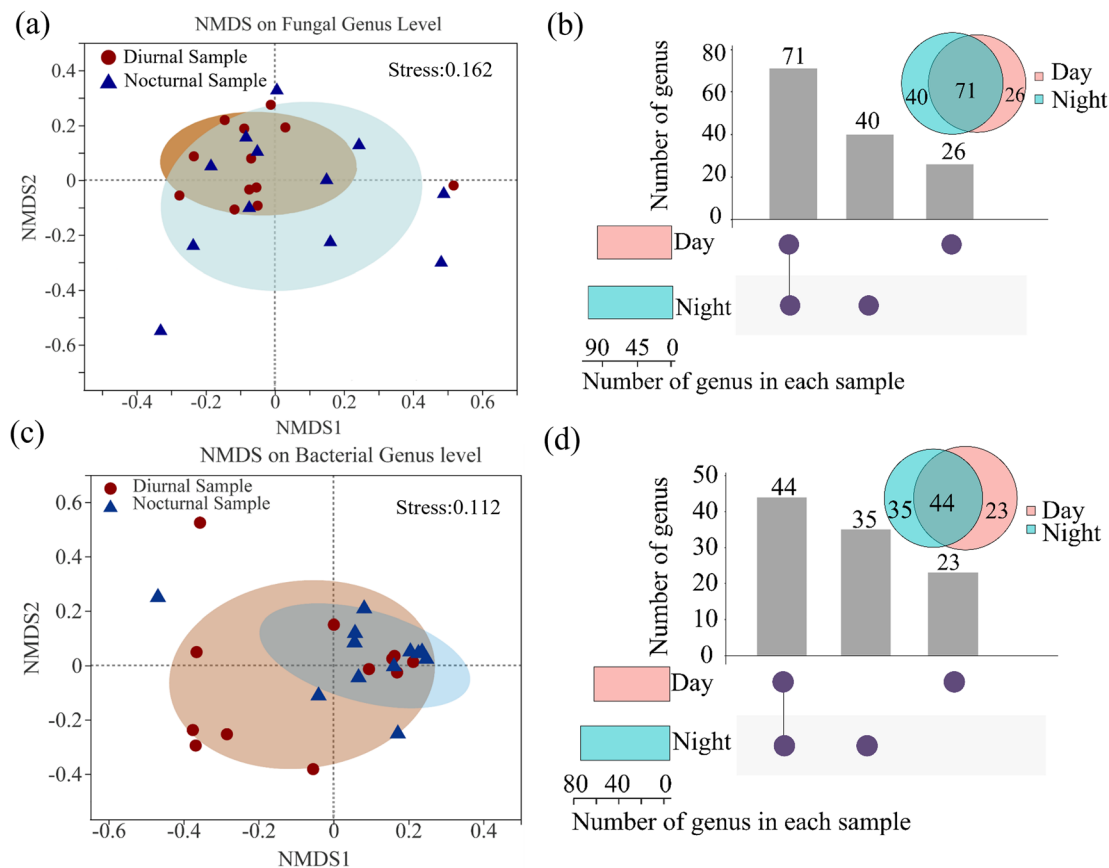 (a)
NMDS on Fungal Genus Level
Diurnal Sample
Nocturnal Sample
Stress:0.162
0.4
0.2
0
-0.2
-0.4
-0.6
NMDS2
-0.4 -0.2 0 0.2 0.4 0.6
NMDS1
(b)
Number of genus
80
60
40
20
0
71
40
26
40 71 26
Day
Night
Day
Night
90 45 0
Number of genus in each sample
(c)
NMDS on Bacterial Genus level
Diurnal Sample
Nocturnal Sample
Stress:0.112
0.6
0.4
0.2
0
-0.2
-0.4
NMDS2
-0.6 -0.4 -0.2 0 0.2 0.4
NMDS1
(d)
Number of genus
50
40
30
20
10
0
44
35
23
35 44 23
Day
Night
Day
Night
80 40 0
Number of genus in each sample